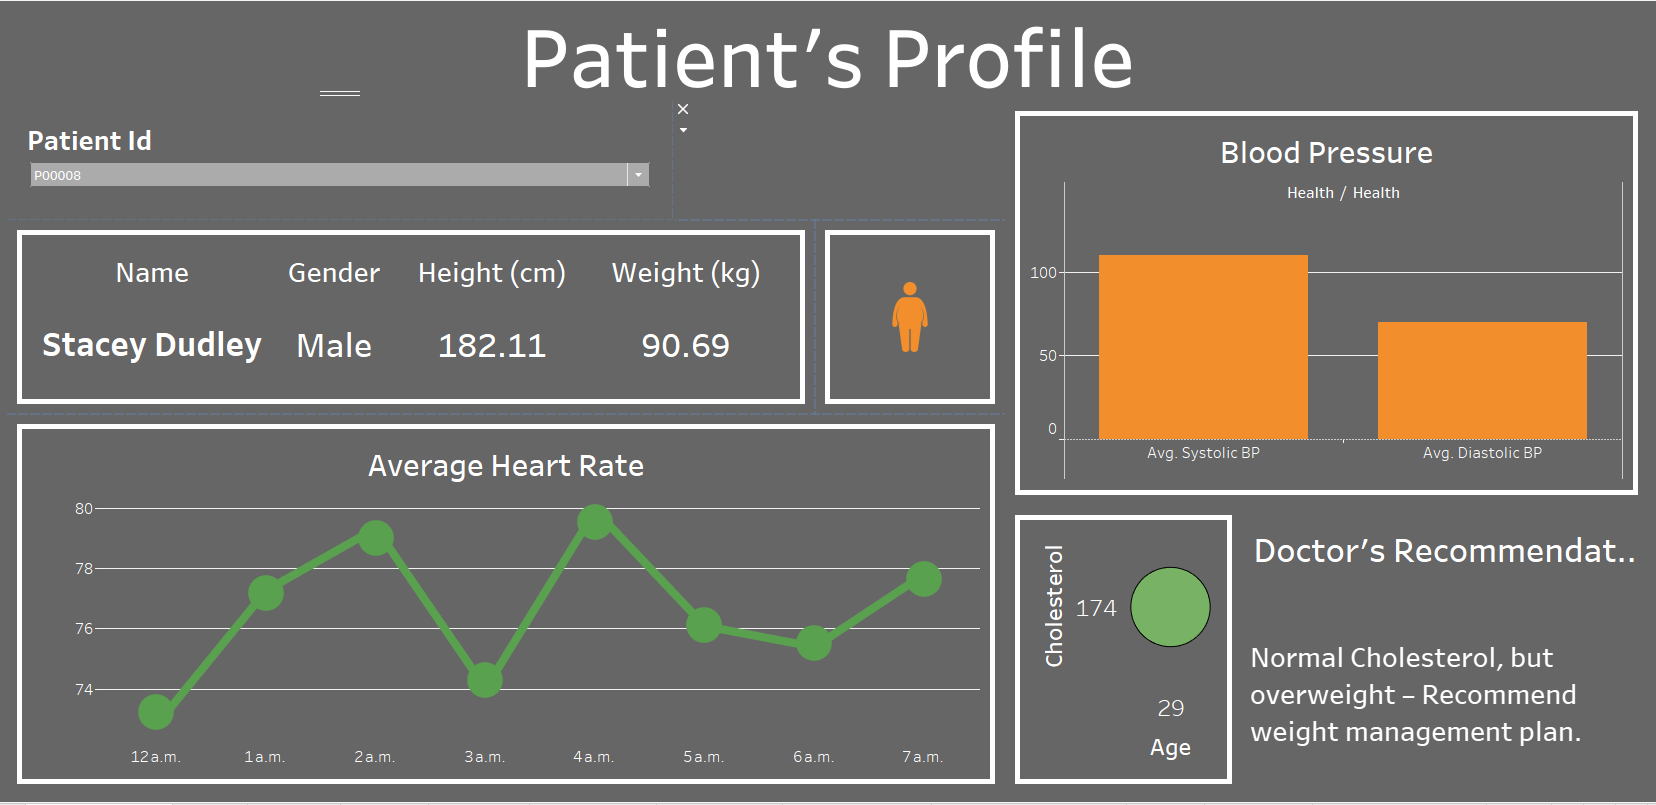 Patient’s Profile
Patient Id
P00008
Name Gender Height (cm) Weight (kg)
Stacey Dudley Male 182.11 90.69
Average Heart Rate
80
78
76
74
12a.m. 1a.m. 2a.m. 3a.m. 4a.m. 5a.m. 6a.m. 7a.m.
Blood Pressure
Health / Health
100
50
0
Avg. Systolic BP Avg. Diastolic BP
Cholesterol
174
29
Age
Doctor’s Recommendat..
Normal Cholesterol, but
overweight – Recommend
weight management plan.